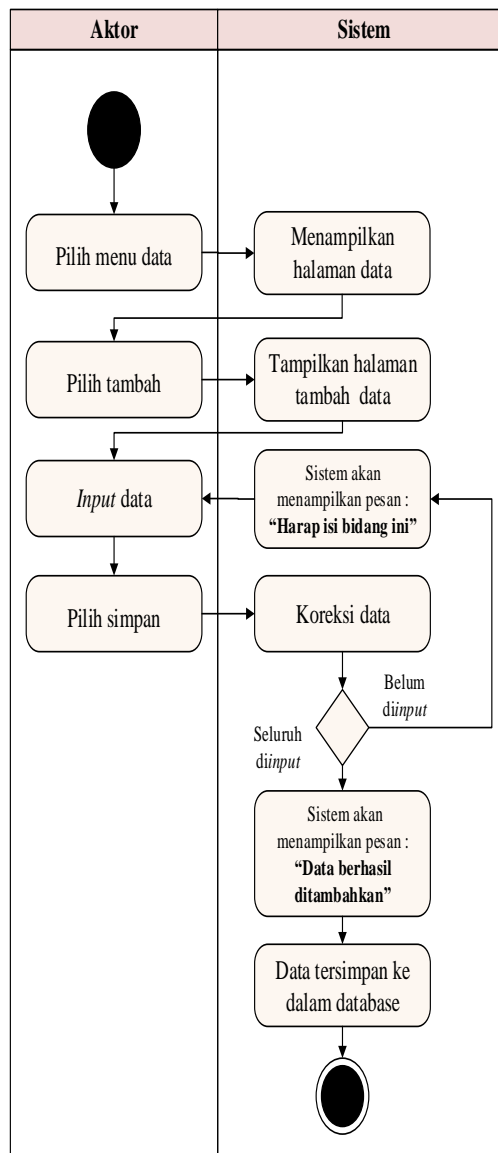 Aktor
Sistem
Pilih menu data
Menampilkan
halaman data
Pilih tambah
Tampilkan halaman
tambah data
Input data
Sistem akan
menampilkan pesan :
“Harap isi bidang ini”
Pilih simpan
Koreksi data
Belum
diinput
Seluruh
diinput
Sistem akan
menampilkan pesan :
“Data berhasil
ditambahkan”
Data tersimpan ke
dalam database